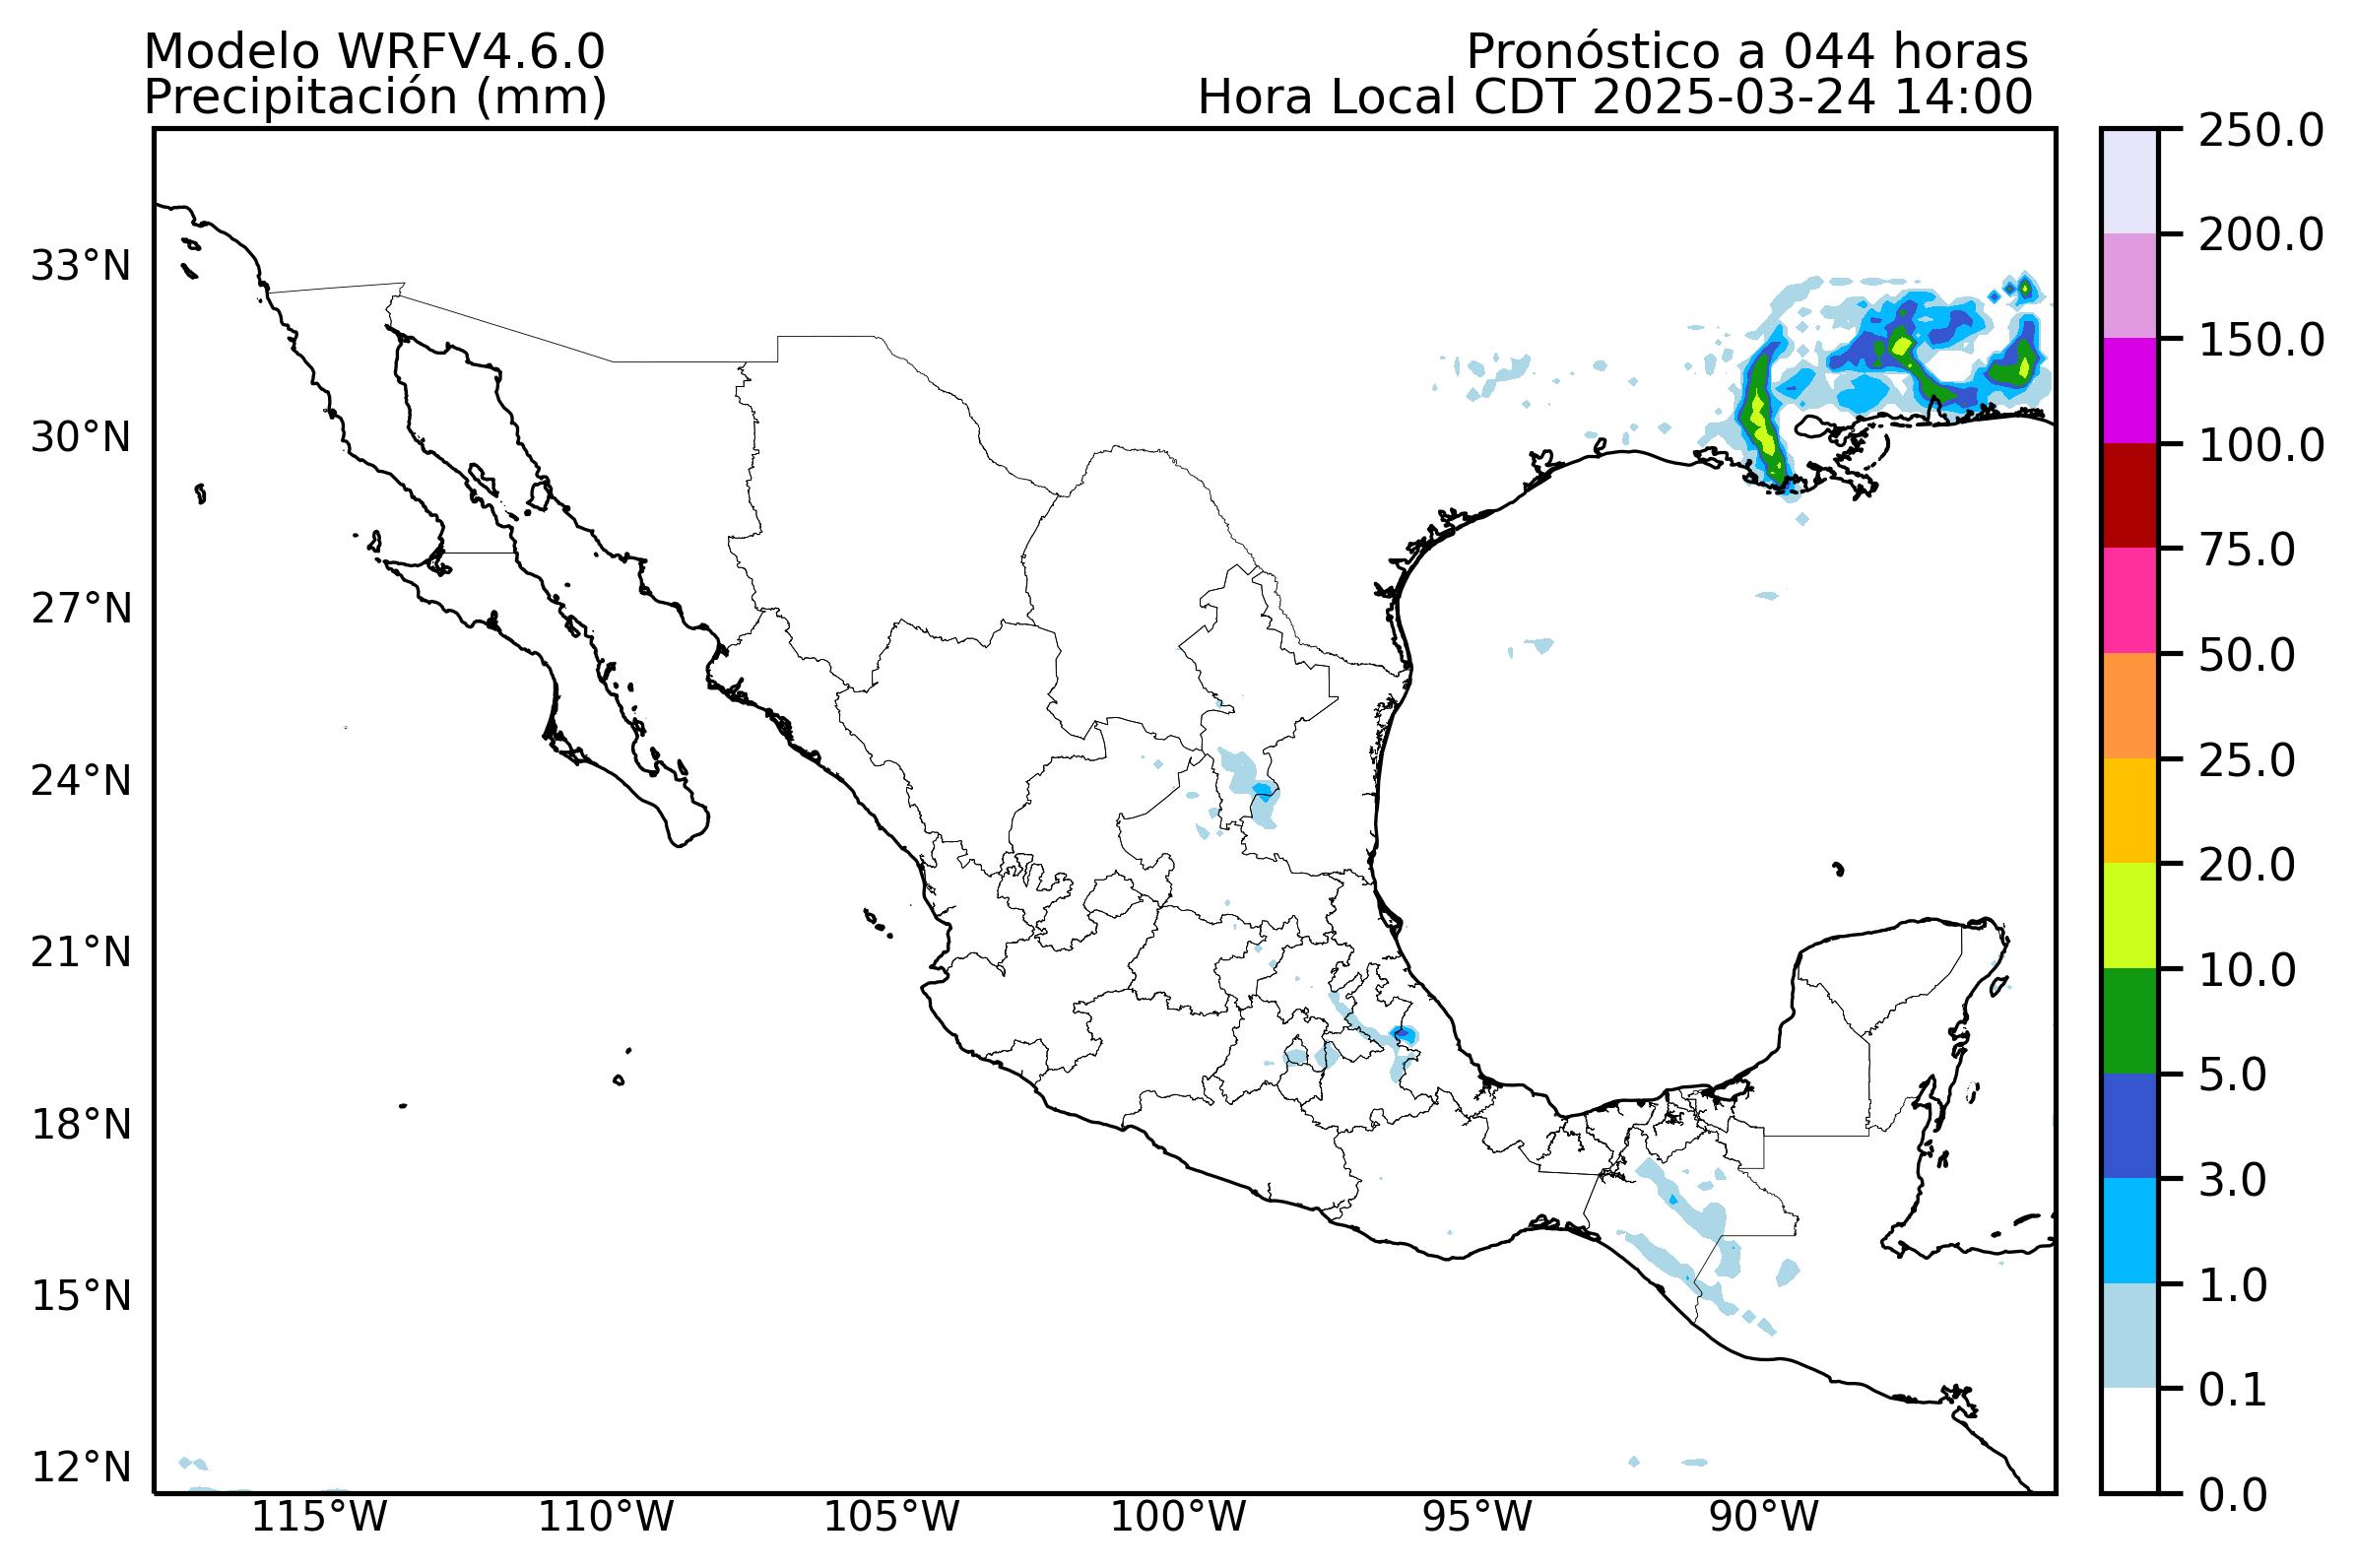 Modelo WRFV4.6.0
Precipitación (mm)
Pronóstico a 044 horas
Hora Local CDT 2025-03-24 14:00
33°N
30°N
27°N
24°N
21°N
18°N
15°N
12°N
115°W
110°W
105°W
100°W
95°W
90°W
250.0
200.0
150.0
100.0
75.0
50.0
25.0
20.0
10.0
5.0
3.0
1.0
0.1
0.0